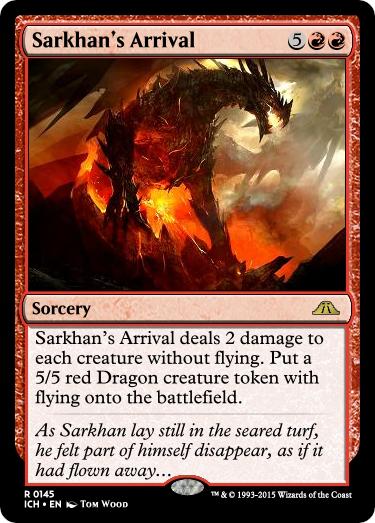 Sarkhan's Arrival 5
Sorcery
Sarkhan's Arrival deals 2 damage to
each creature without flying. Put a
5/5 red Dragon creature token with
flying onto the battlefield.
As Sarkhan lay still in the seared turf,
he felt part of himself disappear, as if it
had flown away…
R 0145
ICH • EN Tom Wood
™ & © 1993-2015 Wizards of the Coast